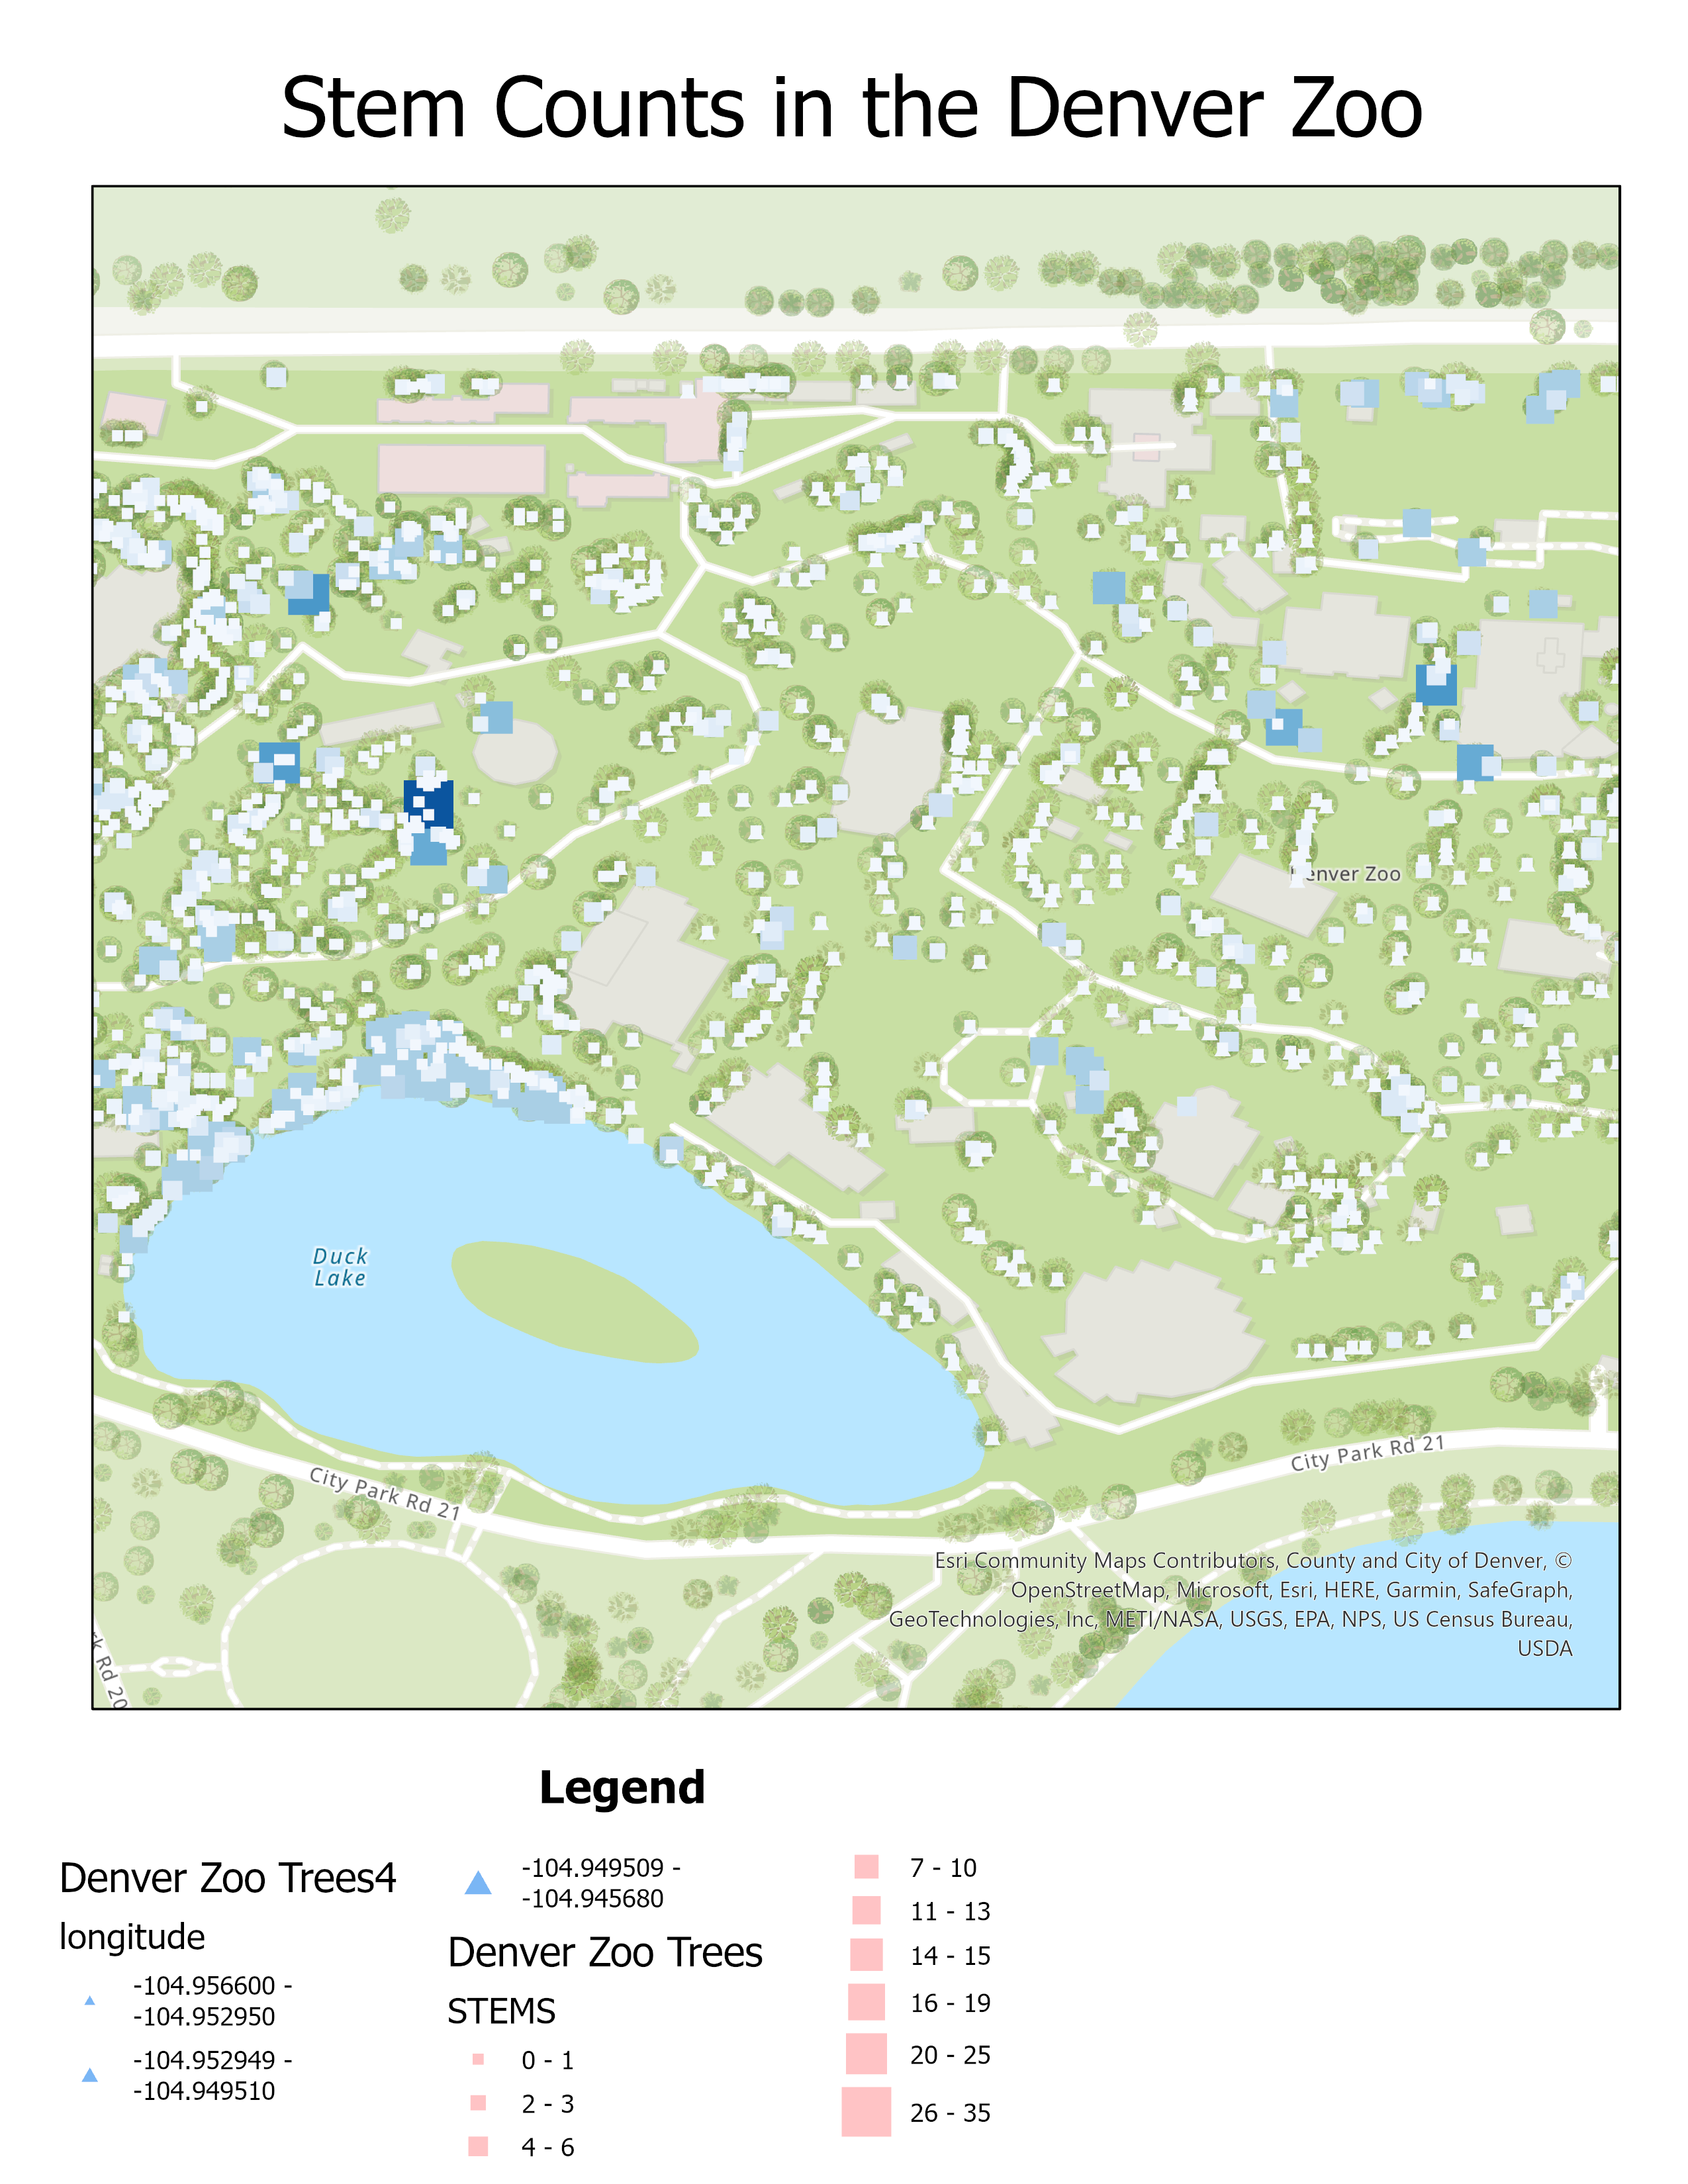 Stem Counts in the Denver Zoo
Denver Zoo
Duck
Lake
City Park Rd 21
City Park Rd 21
rk Rd 20
Esri Community Maps Contributors, County and City of Denver, ©
OpenStreetMap, Microsoft, Esri, HERE, Garmin, SafeGraph,
GeoTechnologies, Inc, METI/NASA, USGS, EPA, NPS, US Census Bureau,
USDA
Legend
Denver Zoo Trees4
longitude
-104.956600 -
-104.952950
-104.952949 -
-104.949510
-104.949509 -
-104.945680
Denver Zoo Trees
STEMS
0 - 1
2 - 3
4 - 6
7 - 10
11 - 13
14 - 15
16 - 19
20 - 25
26 - 35